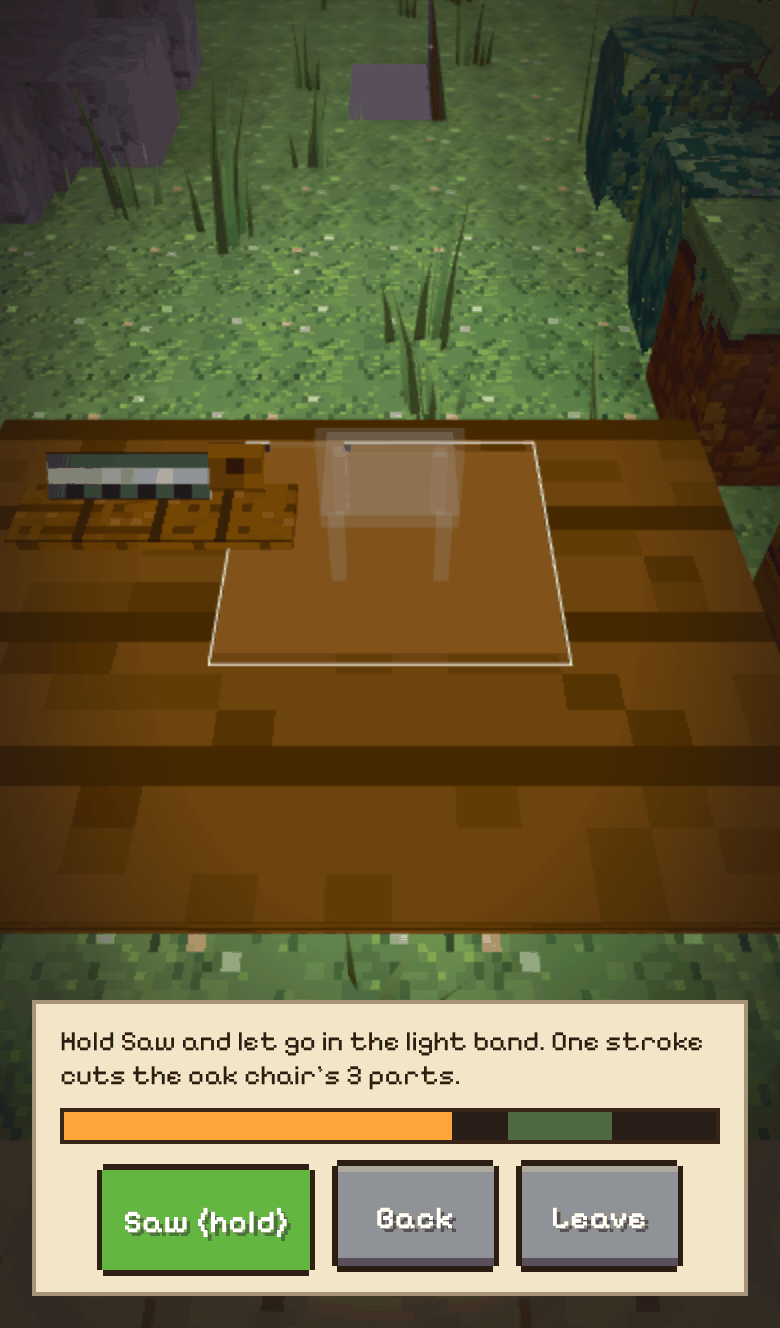 Hold Saw and let go in the light band. One stroke
cuts the oak chair's 3 parts.
Saw (hold)
Back
Leave